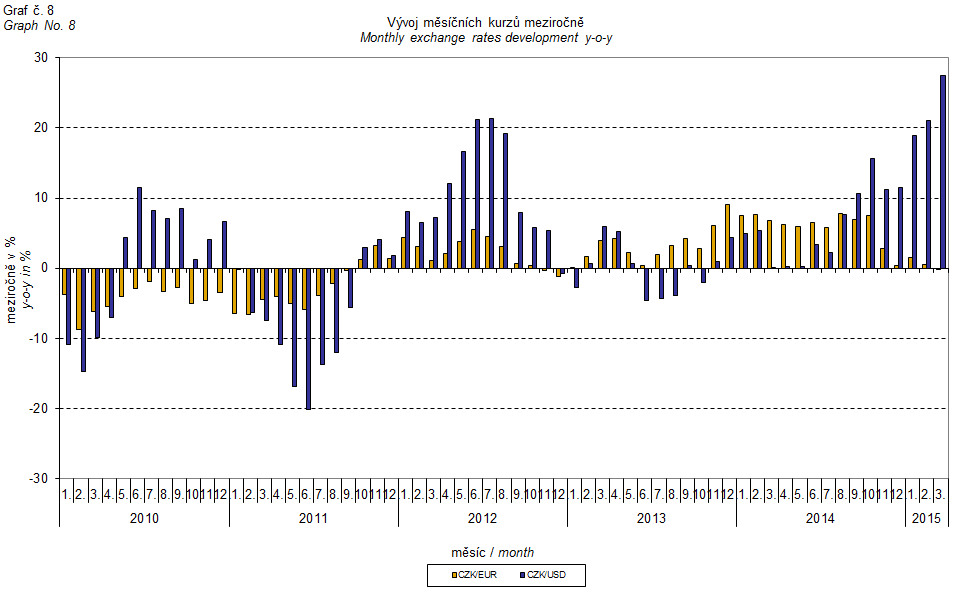 Graf č. 8
Graph No. 8
Vývoj měsíčních kurzů meziročně
Monthly exchange rates development y-o-y
30
20
10
0
-10
-20
-30
meziročně v %
y-o-y in %
1. 2. 3. 4. 5. 6. 7. 8. 9. 10 11 12 1. 2. 3. 4. 5. 6. 7. 8. 9. 10 11 12 1. 2. 3. 4. 5. 6. 7. 8. 9. 10 11 12 1. 2. 3. 4. 5. 6. 7. 8. 9. 10 11 12 1. 2. 3. 4. 5. 6. 7. 8. 9. 10 11 12 1. 2. 3.
2010 2011 2012 2013 2014 2015
měsíc / month
CZK/EUR CZK/USD